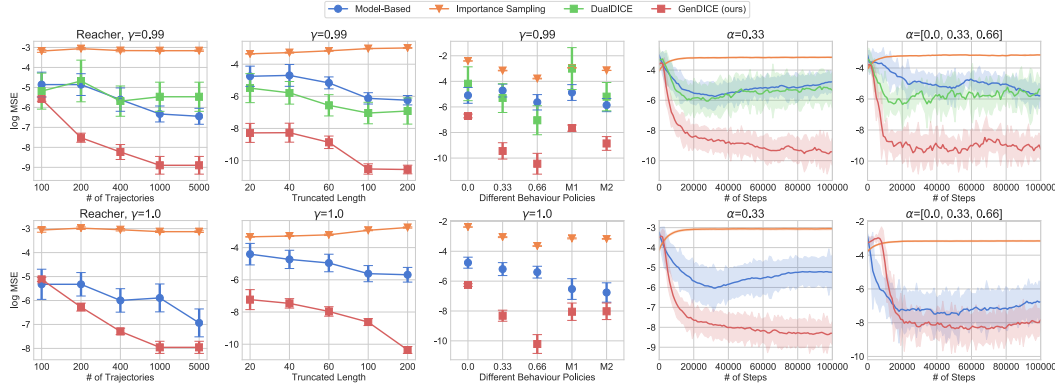 Model-Based Importance Sampling DualDICE GenDICE (ours)
Reacher, γ=0.99 γ=0.99 γ=0.99 α=0.33 α=[0.0, 0.33, 0.66]
log MSE
-3 -4 -5 -6 -7 -8 -9
100 200 400 1000 5000
# of Trajectories
-4 -6 -8 -10
20 40 60 100 200
Truncated Length
-2 -4 -6 -8 -10
0.0 0.33 0.66 M1 M2
Different Behaviour Policies
-4 -6 -8 -10
0 20000 40000 60000 80000 100000
# of Steps
-4 -6 -8 -10
0 20000 40000 60000 80000 100000
# of Steps
Reacher, γ=1.0 γ=1.0 γ=1.0 α=0.33 α=[0.0, 0.33, 0.66]
log MSE
-3 -4 -5 -6 -7 -8
100 200 400 1000 5000
# of Trajectories
-4 -6 -8 -10
20 40 60 100 200
Truncated Length
-2 -4 -6 -8 -10
0.0 0.33 0.66 M1 M2
Different Behaviour Policies
-3 -4 -5 -6 -7 -8 -9
0 20000 40000 60000 80000 100000
# of Steps
-4 -6 -8 -10
0 20000 40000 60000 80000 100000
# of Steps